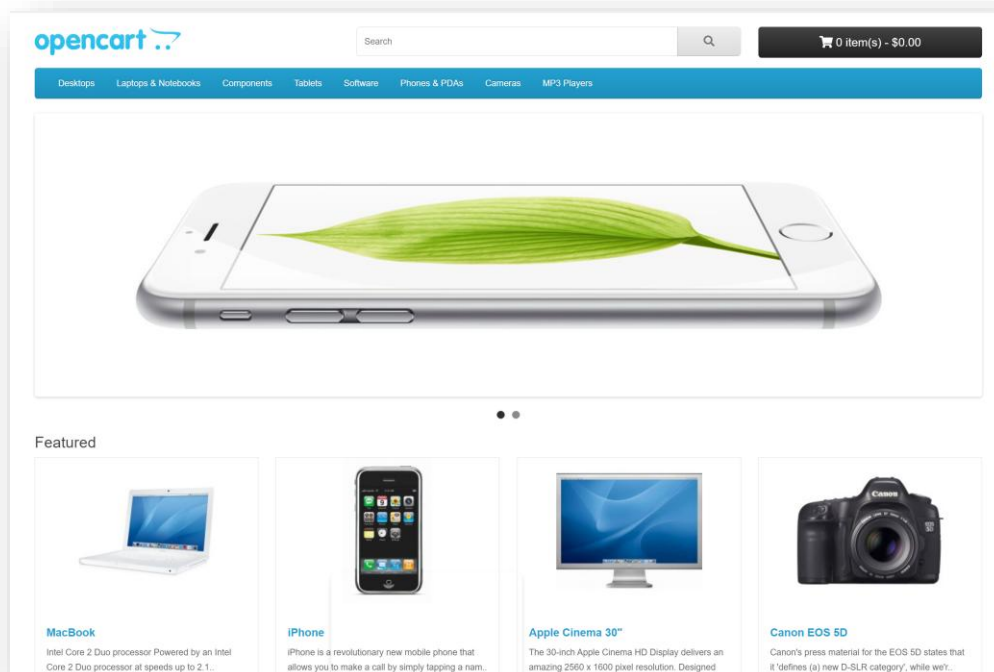 opencart
Search
0 item(s) - $0.00
Desktops Laptops & Notebooks Components Tablets Software Phones & PDAs Cameras MP3 Players
Featured
Canon
MacBook
Intel Core 2 Duo processor Powered by an Intel
Core 2 Duo processor at speeds up to 2.1..
iPhone
iPhone is a revolutionary new mobile phone that
allows you to make a call by simply tapping a nam..
Apple Cinema 30"
The 30-inch Apple Cinema HD Display delivers an
amazing 2560 x 1600 pixel resolution. Designed
Canon EOS 5D
Canon's press material for the EOS 5D states that
it 'defines (a) new D-SLR category', while we'r..